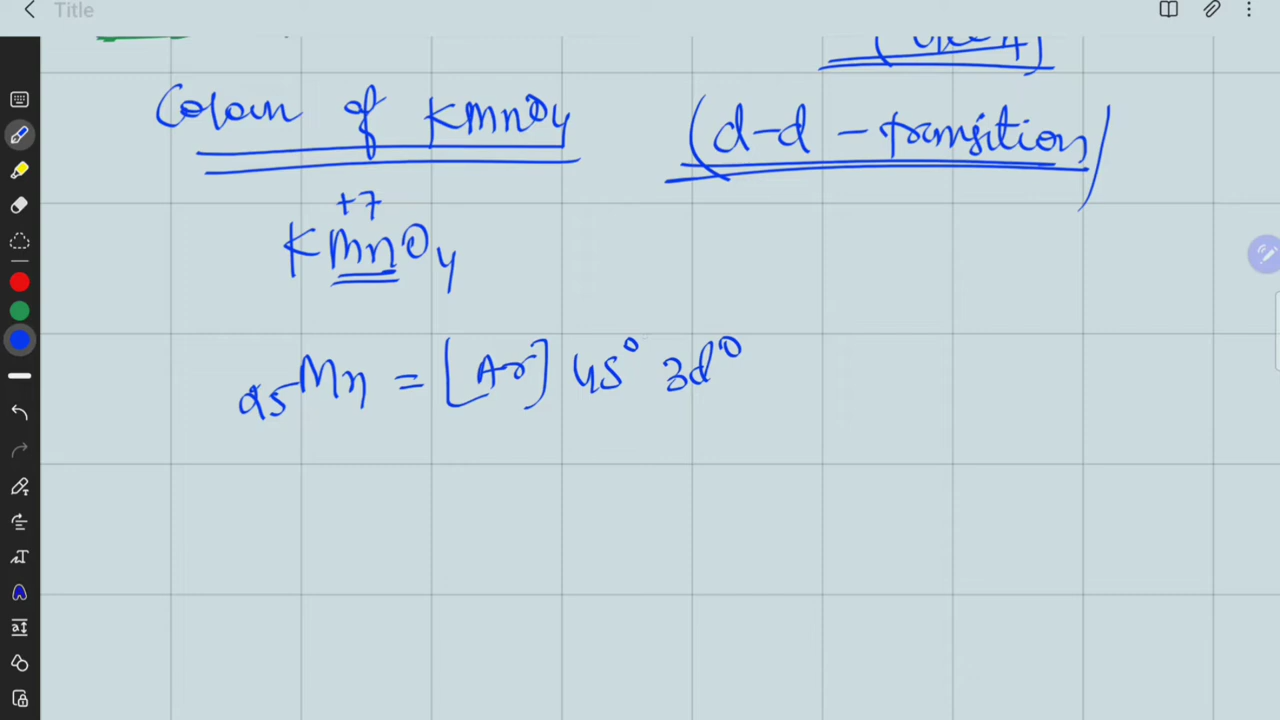 Title
Colour of KMnO4 (d-d - transition)
+7
KMnO4
25Mn = [Ar] 4s⁰ 3d⁰